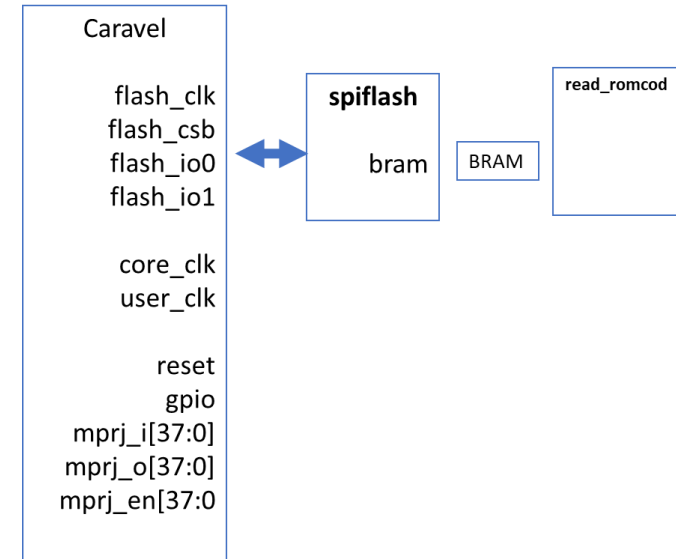 Caravel
flash_clk
flash_csb
flash_io0
flash_io1
core_clk
user_clk
reset
gpio
mprj_i[37:0]
mprj_o[37:0]
mprj_en[37:0
spiflash
bram
BRAM
read_romcod